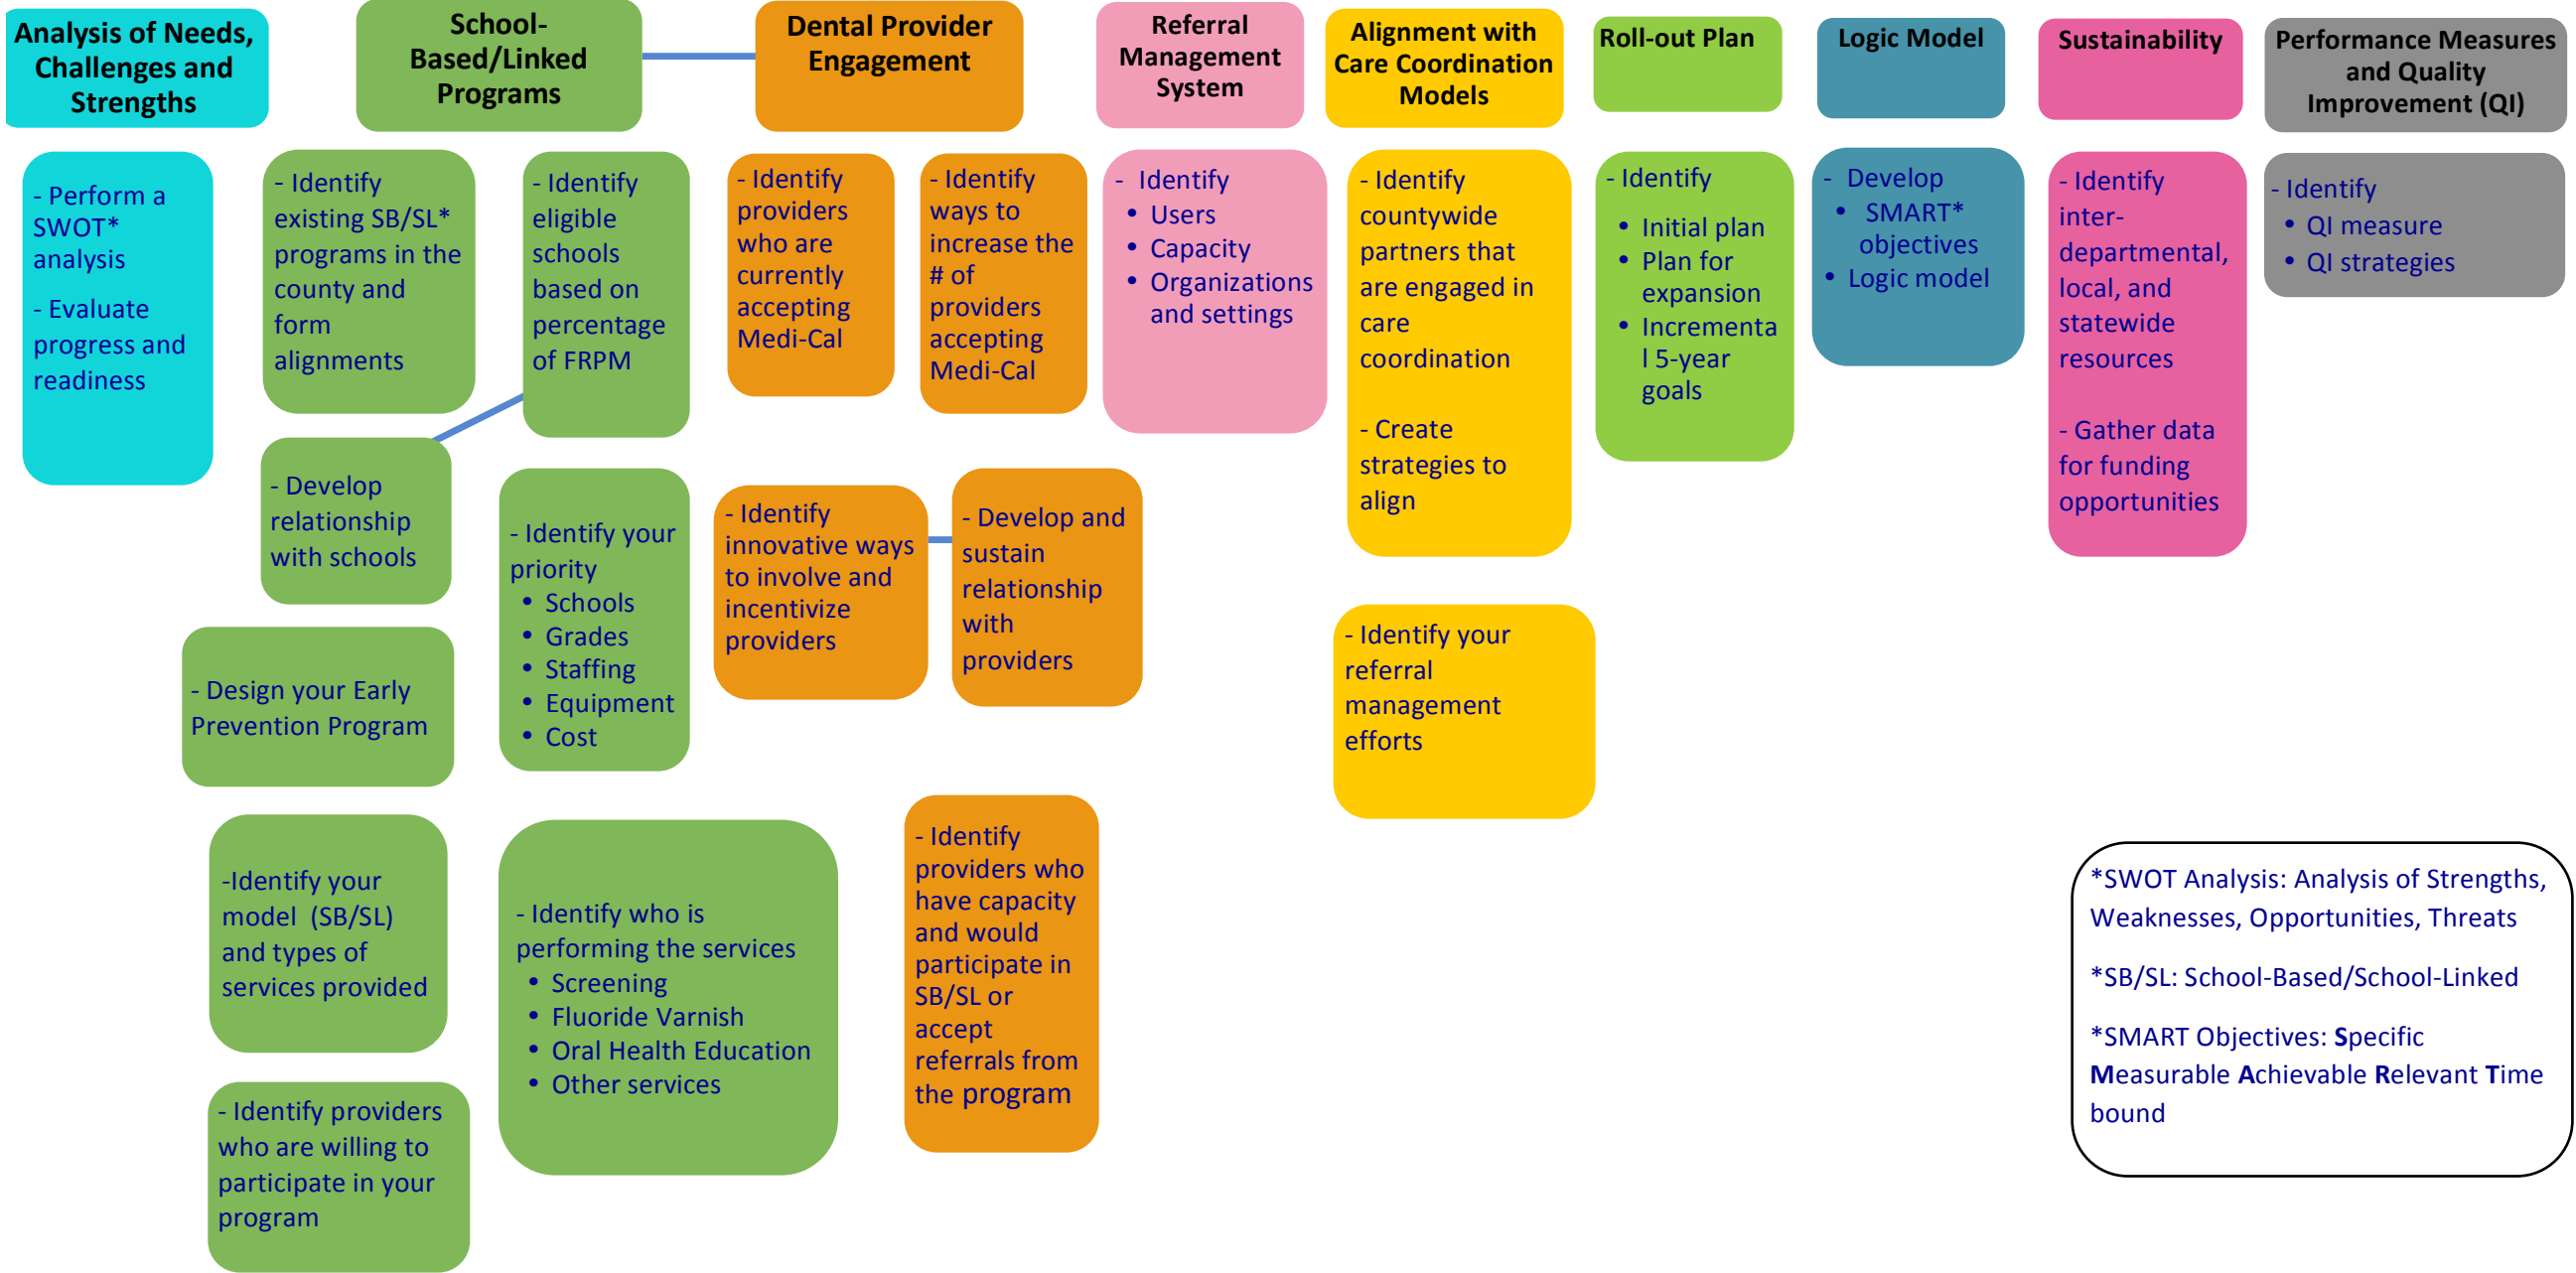 Analysis of Needs,
Challenges and
Strengths
School-
Based/Linked
Programs
Dental Provider
Engagement
Referral
Management
System
Alignment with
Care Coordination
Models
Roll-out Plan
Logic Model
Sustainability
Performance Measures
and Quality
Improvement (QI)
- Perform a
SWOT*
analysis
- Evaluate
progress and
readiness
- Identify
existing SB/SL*
programs in the
county and
form
alignments
- Identify
eligible
schools
based on
percentage
of FRPM
- Develop
relationship
with schools
- Identify your
priority
• Schools
• Grades
• Staffing
• Equipment
• Cost
- Design your Early
Prevention Program
-Identify your
model (SB/SL)
and types of
services provided
- Identify who is
performing the services
• Screening
• Fluoride Varnish
• Oral Health Education
• Other services
- Identify providers
who are willing to
participate in your
program
- Identify
providers
who are
currently
accepting
Medi-Cal
- Identify
ways to
increase the
# of
providers
accepting
Medi-Cal
- Identify
innovative ways
to involve and
incentivize
providers
- Develop and
sustain
relationship
with
providers
- Identify
providers who
have capacity
and would
participate in
SB/SL or
accept
referrals from
the program
- Identify
• Users
• Capacity
• Organizations
and settings
- Identify
countywide
partners that
are engaged in
care
coordination
- Create
strategies to
align
- Identify your
referral
management
efforts
- Identify
• Initial plan
• Plan for
expansion
• Incrementa
l 5-year
goals
- Develop
• SMART*
objectives
• Logic model
- Identify
inter-
departmental,
local, and
statewide
resources
- Gather data
for funding
opportunities
- Identify
• QI measure
• QI strategies
*SWOT Analysis: Analysis of Strengths,
Weaknesses, Opportunities, Threats
*SB/SL: School-Based/School-Linked
*SMART Objectives: Specific
Measurable Achievable Relevant Time
bound